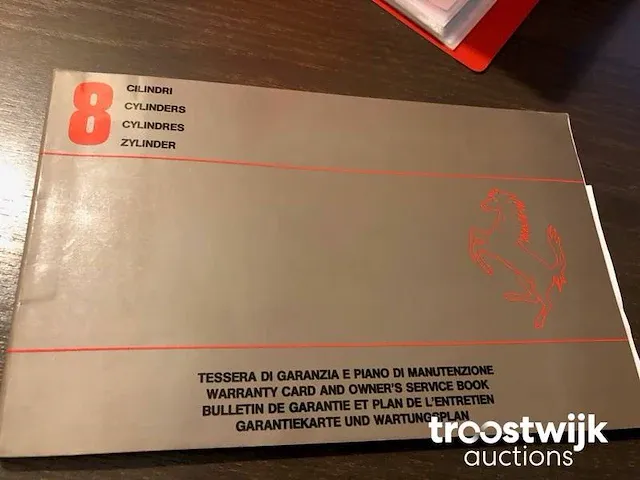 8
CILINDRI
CYLINDERS
CYLINDRES
ZYLINDER
TESSERA DI GARANZIA E PIANO DI MANUTENZIONE
WARRANTY CARD AND OWNER'S SERVICE BOOK
BULLETIN DE GARANTIE ET PLAN DE L'ENTRETIEN
GARANTIEKARTE UND WARTUNGSPLAN
troostwijk
auctions